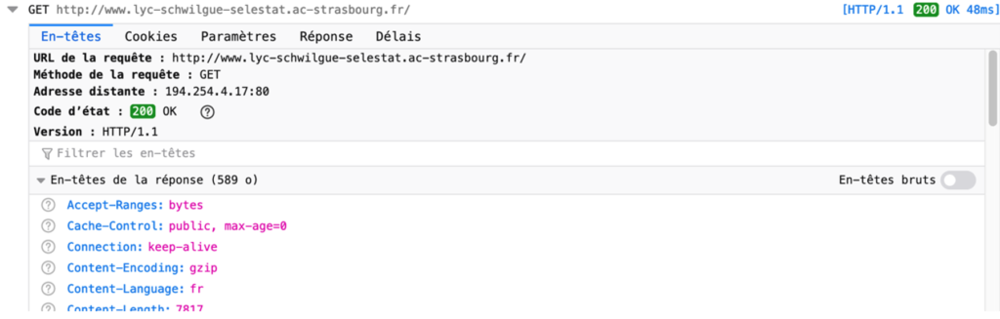 GET http://www.lyc-schwilgue-selestat.ac-strasbourg.fr/ [HTTP/1.1 200 OK 48ms]
En-têtes Cookies Paramètres Réponse Délais
URL de la requête : http://www.lyc-schwilgue-selestat.ac-strasbourg.fr/
Méthode de la requête : GET
Adresse distante : 194.254.4.17:80
Code d’état : 200 OK ?
Version : HTTP/1.1
Filtrer les en-têtes
En-têtes de la réponse (589 o) En-têtes bruts
? Accept-Ranges: bytes
? Cache-Control: public, max-age=0
? Connection: keep-alive
? Content-Encoding: gzip
? Content-Language: fr
? Content-Length: 7817